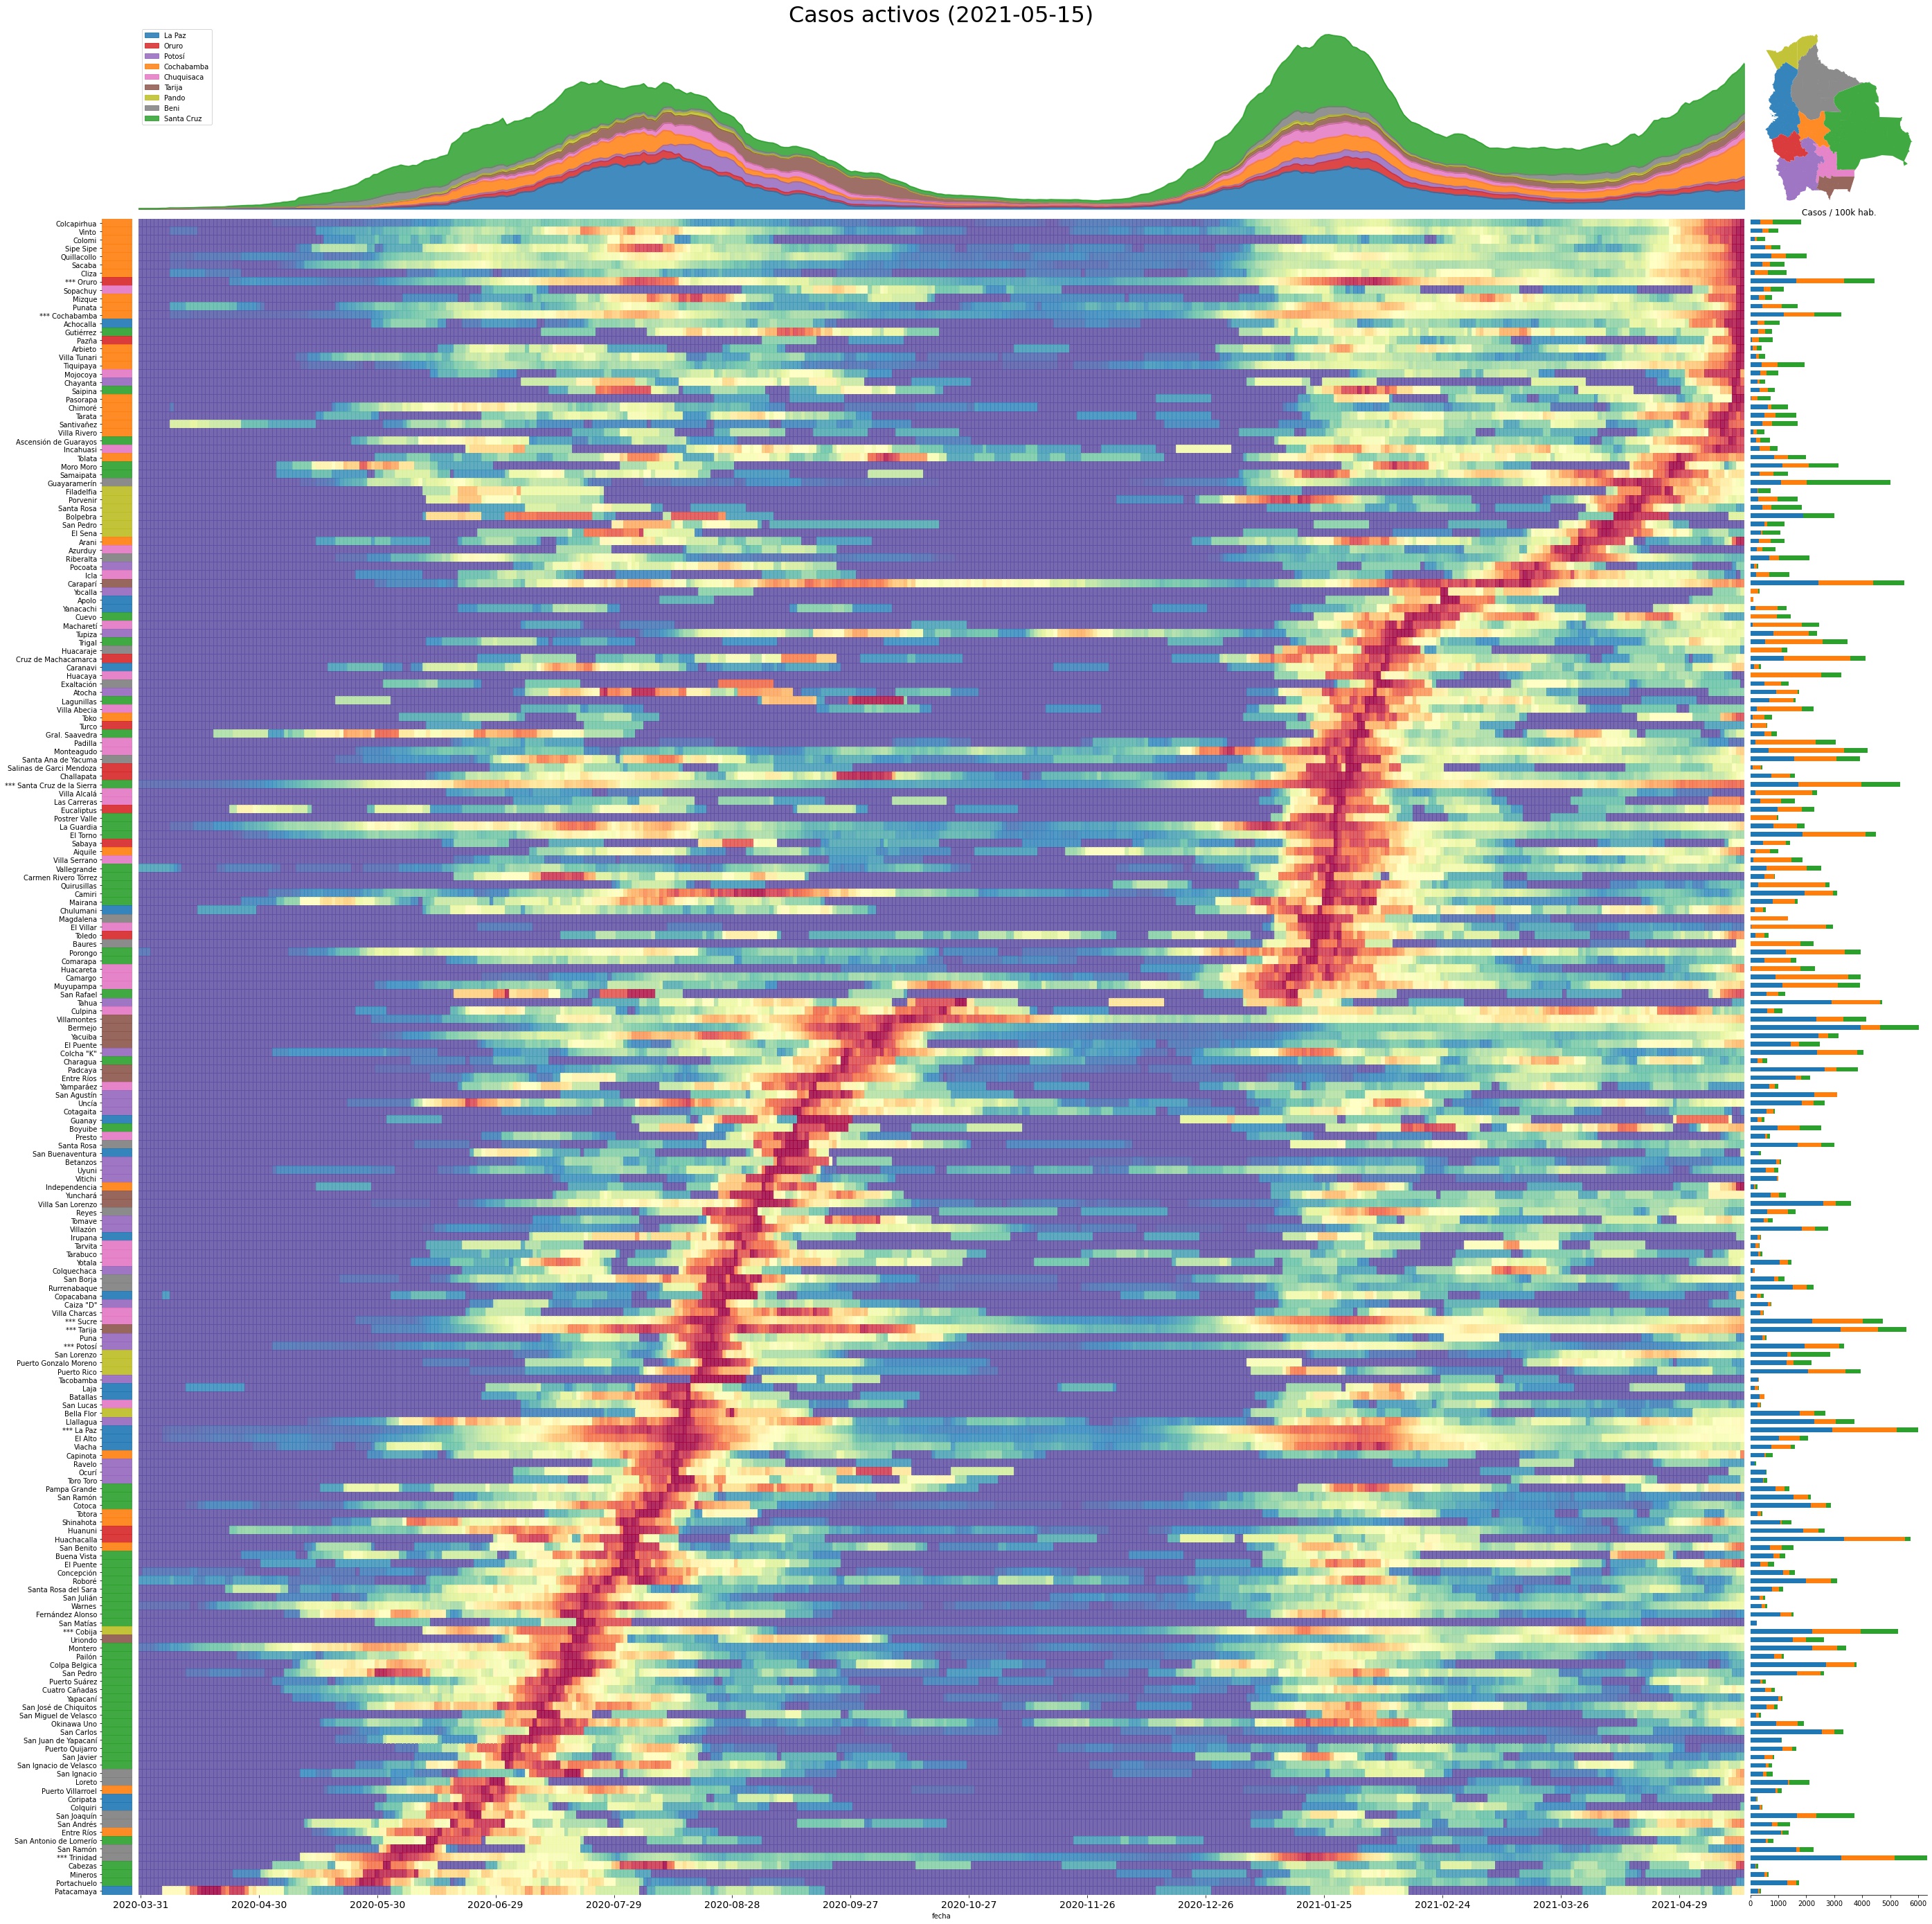 Casos activos (2021-05-15)
La Paz
Oruro
Potosí
Cochabamba
Chuquisaca
Tarija
Pando
Beni
Santa Cruz
Casos / 100k hab.
Colcapirhua
Vinto
Colomi
Sipe Sipe
Quillacollo
Sacaba
Cliza
*** Oruro
Sopachuy
Mizque
Punata
*** Cochabamba
Achocalla
Gutiérrez
Pazña
Arbieto
Villa Tunari
Tiquipaya
Mojocoya
Chayanta
Saipina
Pasorapa
Chimoré
Tarata
Santivañez
Villa Rivero
Ascensión de Guarayos
Incahuasi
Tolata
Moro Moro
Samaipata
Guayaramerín
Filadelfia
Porvenir
Santa Rosa
Bolpebra
San Pedro
El Sena
Arani
Azurduy
Riberalta
Pocoata
Icla
Caraparí
Yocalla
Apolo
Yanacachi
Cuevo
Macharetí
Tupiza
Trigal
Huacaraje
Cruz de Machacamarca
Caranavi
Huacaya
Exaltación
Atocha
Lagunillas
Villa Abecia
Toko
Turco
Gral. Saavedra
Padilla
Monteagudo
Santa Ana de Yacuma
Salinas de Garci Mendoza
Challapata
*** Santa Cruz de la Sierra
Villa Alcalá
Las Carreras
Eucaliptus
Postrer Valle
La Guardia
El Torno
Sabaya
Aiquile
Villa Serrano
Vallegrande
Carmen Rivero Tórrez
Quirusillas
Camiri
Mairana
Chulumani
Magdalena
El Villar
Toledo
Baures
Porongo
Comarapa
Huacareta
Camargo
Muyupampa
San Rafael
Tahua
Culpina
Villamontes
Bermejo
Yacuiba
El Puente
Colcha "K"
Charagua
Padcaya
Entre Ríos
Yamparáez
San Agustín
Uncía
Cotagaita
Guanay
Boyuibe
Presto
Santa Rosa
San Buenaventura
Betanzos
Uyuni
Vitichi
Independencia
Yunchará
Villa San Lorenzo
Reyes
Tomave
Villazón
Irupana
Tarvita
Tarabuco
Yotala
Colquechaca
San Borja
Rurrenabaque
Copacabana
Caiza "D"
Villa Charcas
*** Sucre
*** Tarija
Puna
*** Potosí
San Lorenzo
Puerto Gonzalo Moreno
Puerto Rico
Tacobamba
Laja
Batallas
San Lucas
Bella Flor
Llallagua
*** La Paz
El Alto
Viacha
Capinota
Ravelo
Ocurí
Toro Toro
Pampa Grande
San Ramón
Cotoca
Totora
Shinahota
Huanuni
Huachacalla
San Benito
Buena Vista
El Puente
Concepción
Roboré
Santa Rosa del Sara
San Julián
Warnes
Fernández Alonso
San Matías
*** Cobija
Uriondo
Montero
Pailón
Colpa Belgica
San Pedro
Puerto Suárez
Cuatro Cañadas
Yapacaní
San José de Chiquitos
San Miguel de Velasco
Okinawa Uno
San Carlos
San Juan de Yapacaní
Puerto Quijarro
San Javier
San Ignacio de Velasco
San Ignacio
Loreto
Puerto Villarroel
Coripata
Colquiri
San Joaquín
San Andrés
Entre Ríos
San Antonio de Lomerío
San Ramón
*** Trinidad
Cabezas
Mineros
Portachuelo
Patacamaya
2020-03-31 2020-04-30 2020-05-30 2020-06-29 2020-07-29 2020-08-28 2020-09-27 2020-10-27 2020-11-26 2020-12-26 2021-01-25 2021-02-24 2021-03-26 2021-04-29
0 1000 2000 3000 4000 5000 6000
fecha